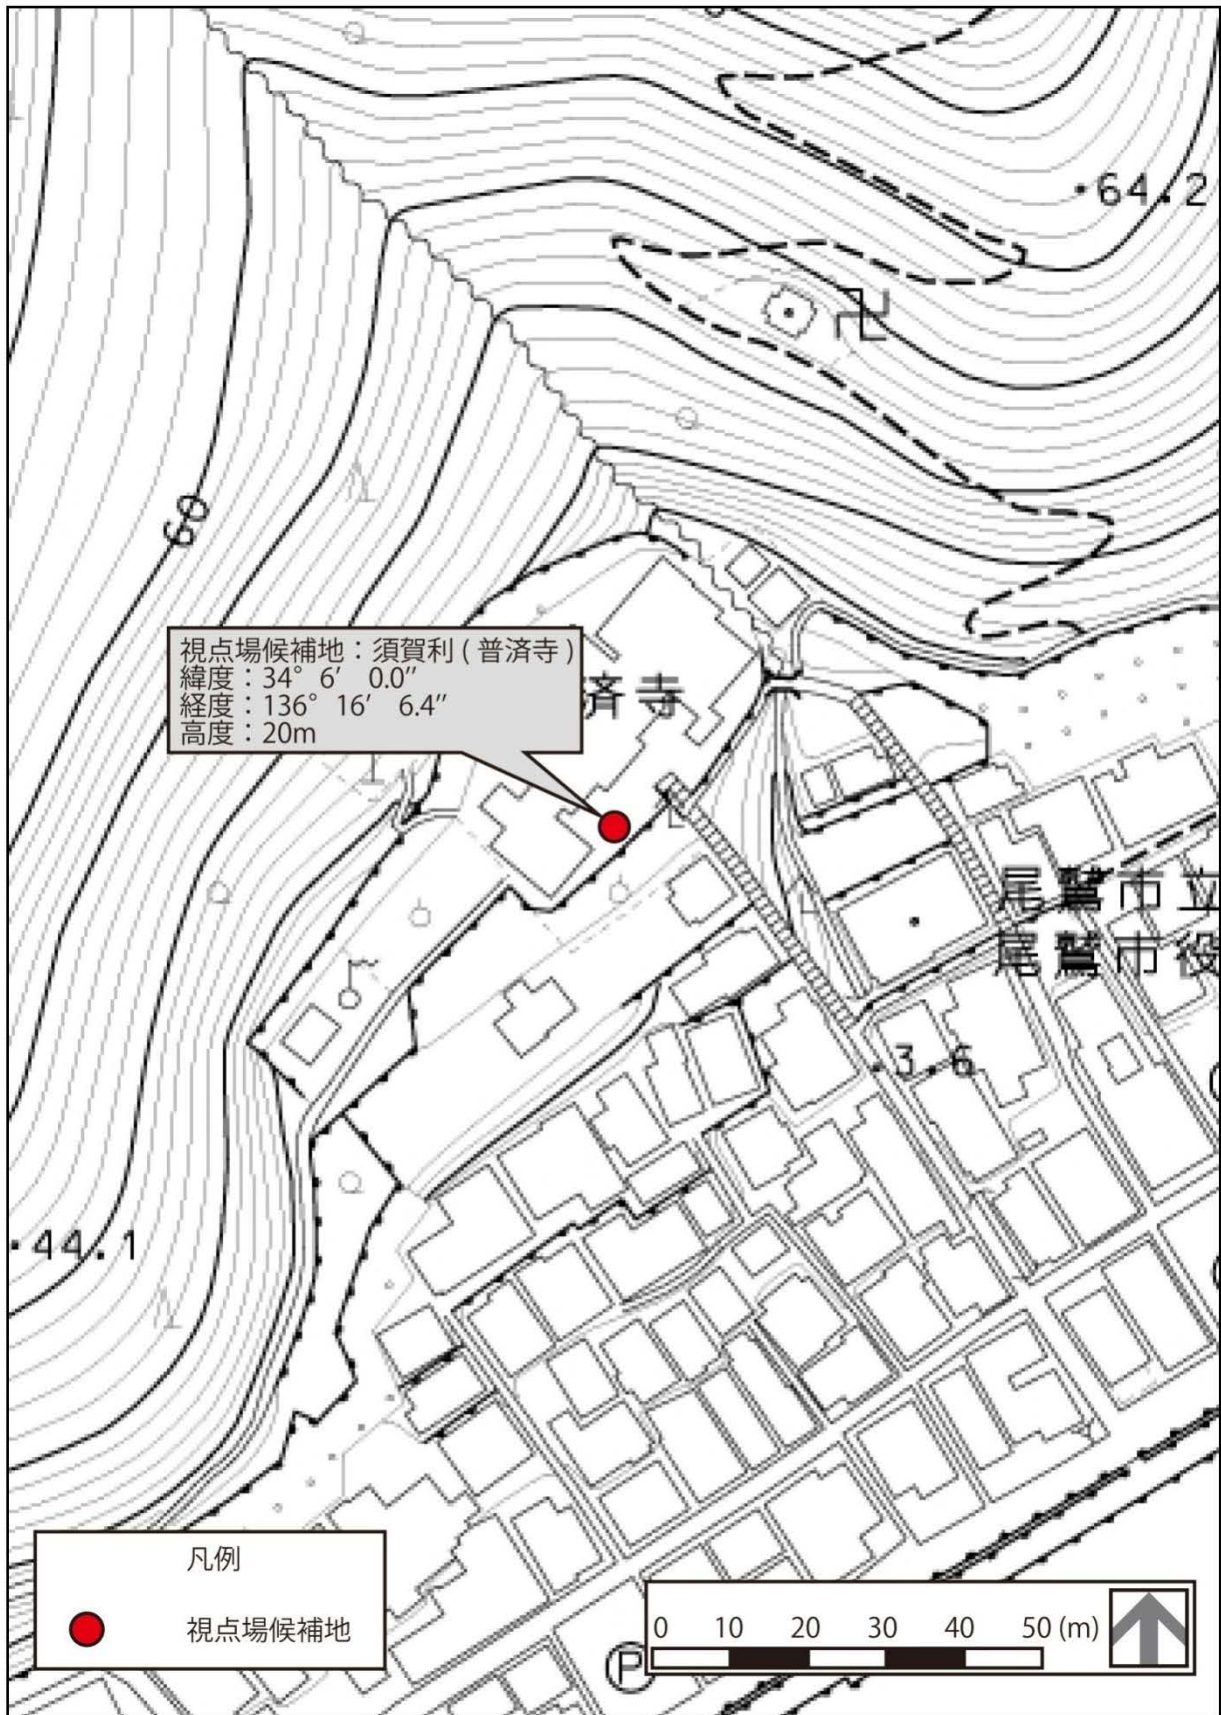 64.2
60
視点場候補地：須賀利 ( 普済寺 )
緯度：34° 6′ 0.0″
経度：136° 16′ 6.4″
高度：20m
済寺
尾鷲市立
尾鷲市役
3.6
44.1
凡例
視点場候補地
0 10 20 30 40 50 (m)
P